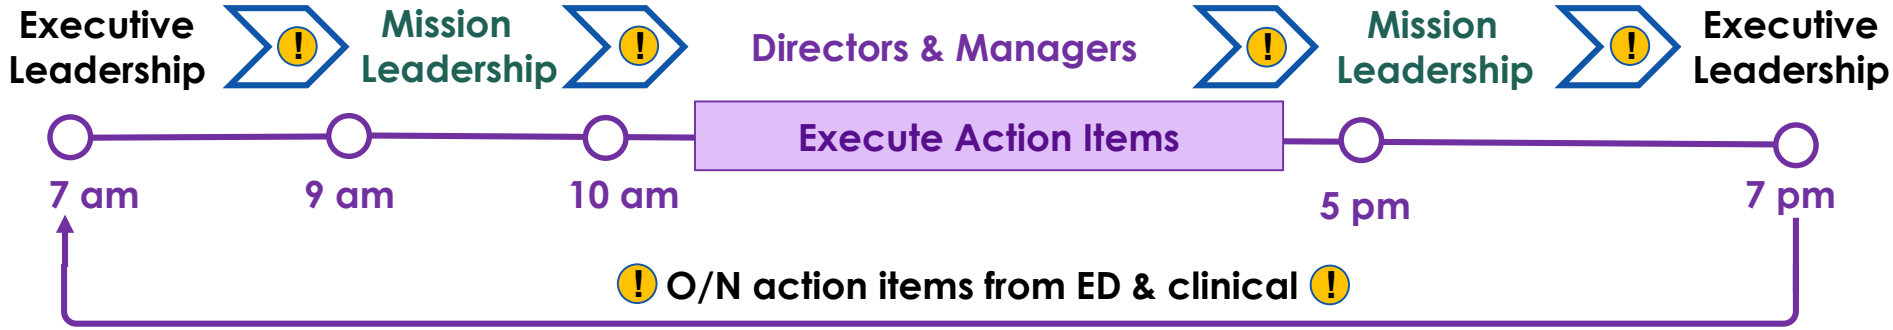 Executive
Leadership
!
Mission
Leadership
!
Directors & Managers
!
Mission
Leadership
!
Executive
Leadership
Execute Action Items
7 am
9 am
10 am
5 pm
7 pm
! O/N action items from ED & clinical !